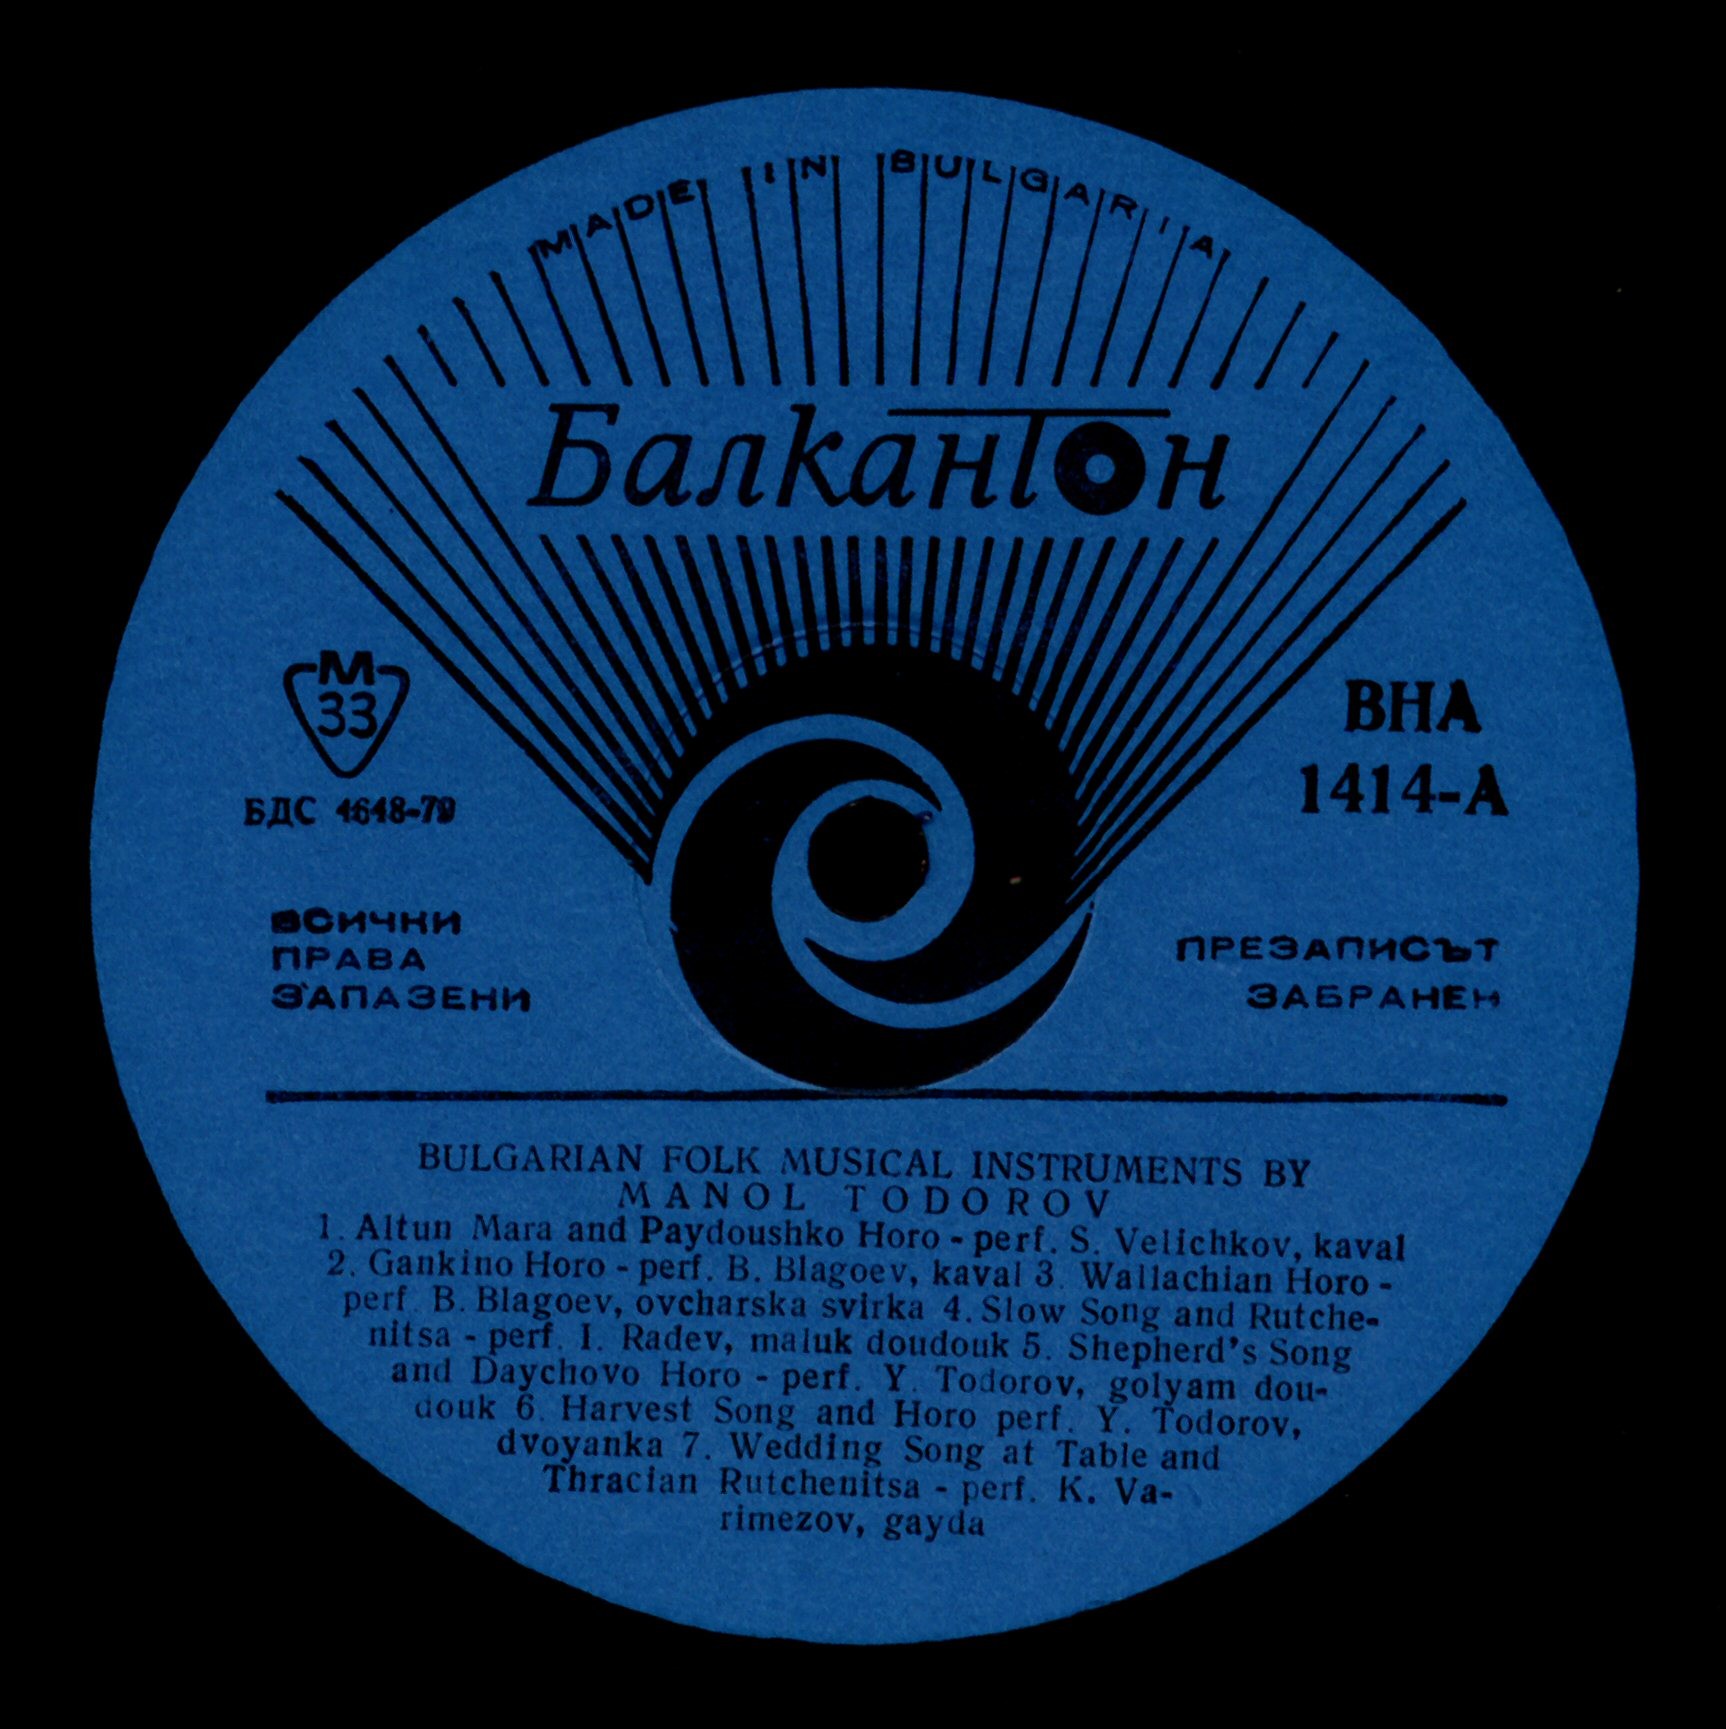 MADE IN BULGARIA
Балкантон
М
33
БДС 4648-79
ВНА
1414-А
ВСИЧКИ
ПРАВА
ЗАПАЗЕНИ
ПРЕЗАПИСЪТ
ЗАБРАНЕН
BULGARIAN FOLK MUSICAL INSTRUMENTS BY
MANOL TODOROV
1. Altun Mara and Paydoushko Horo - perf. S. Velichkov, kaval
2. Gankino Horo - perf. B. Blagoev, kaval 3. Wallachian Horo -
perf. B. Blagoev, ovcharska svirka 4. Slow Song and Rutche-
nitsa - perf. I. Radev, maluk doudouk 5. Shepherd's Song
and Daychovo Horo - perf. Y. Todorov, golyam dou-
douk 6. Harvest Song and Horo perf. Y. Todorov,
dvoyanka 7. Wedding Song at Table and
Thracian Rutchenitsa - perf. K. Va-
rimezov, gayda